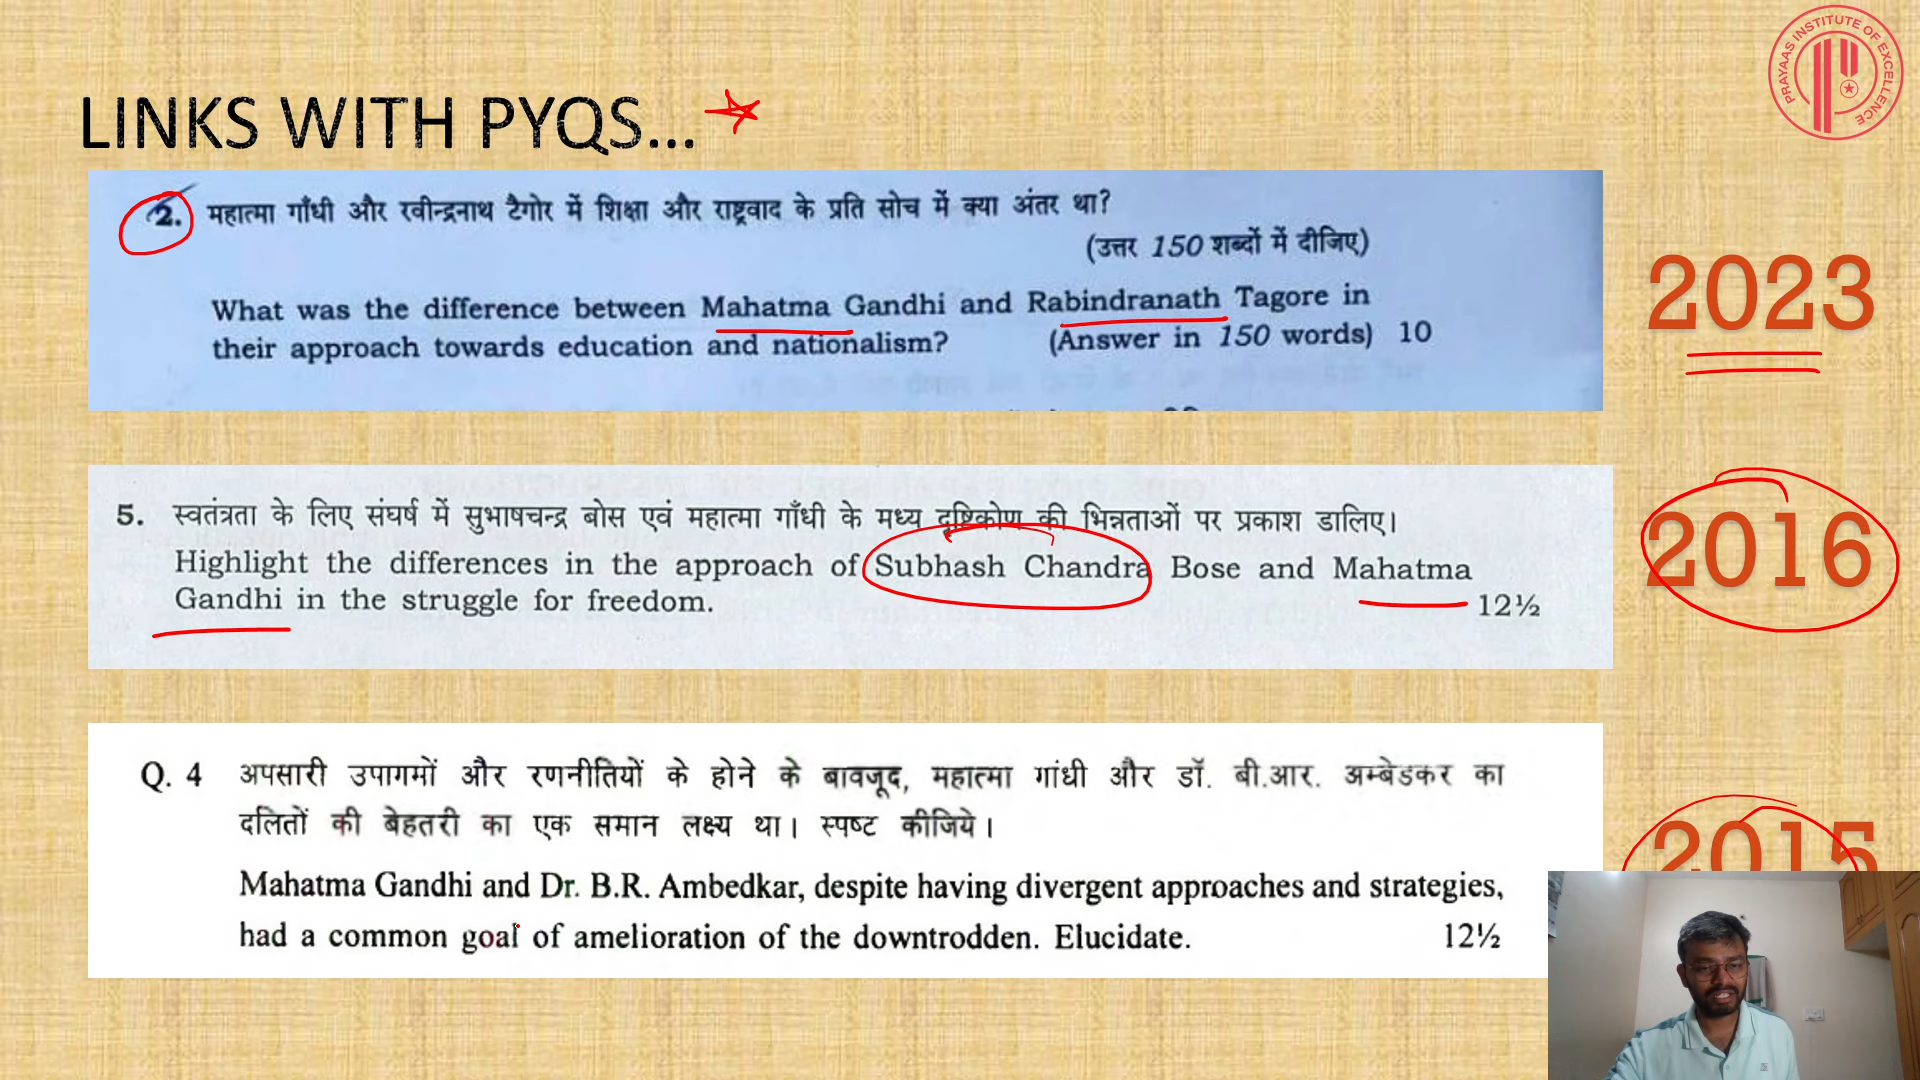 LINKS WITH PYQS...
PRAYAAS INSTITUTE OF EXCELLENCE
2. महात्मा गाँधी और रवीन्द्रनाथ टैगोर में शिक्षा और राष्ट्रवाद के प्रति सोच में क्या अंतर था?
(उत्तर 150 शब्दों में दीजिए)
What was the difference between Mahatma Gandhi and Rabindranath Tagore in
their approach towards education and nationalism? (Answer in 150 words) 10
2023
5. स्वतंत्रता के लिए संघर्ष में सुभाषचन्द्र बोस एवं महात्मा गाँधी के मध्य दृष्टिकोण की भिन्नताओं पर प्रकाश डालिए।
Highlight the differences in the approach of Subhash Chandra Bose and Mahatma
Gandhi in the struggle for freedom. 12½
2016
Q. 4 अपसारी उपागमों और रणनीतियों के होने के बावजूद, महात्मा गांधी और डॉ. बी.आर. अम्बेडकर का
दलितों की बेहतरी का एक समान लक्ष्य था। स्पष्ट कीजिये।
Mahatma Gandhi and Dr. B.R. Ambedkar, despite having divergent approaches and strategies,
had a common goal of amelioration of the downtrodden. Elucidate. 12½
2015